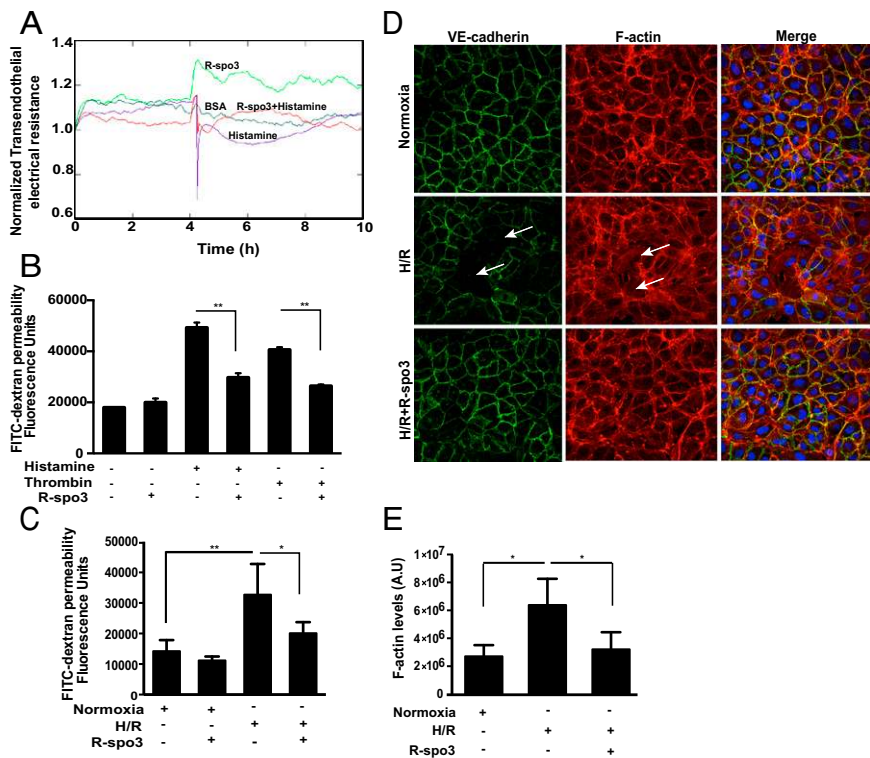 A
Normalized Transendothelial
electrical resistance
1.4
1.2
1.0
0.8
0.6
R-spo3
BSA
R-spo3+Histamine
Histamine
0 2 4 6 8 10
Time (h)
B
FITC-dextran permeability
Fluorescence Units
60000
40000
20000
0
** **
Histamine - - + + - -
Thrombin - - - - + +
R-spo3 - + - + - +
C
FITC-dextran permeability
Fluorescence Units
50000
40000
30000
20000
10000
0
** *
Normoxia + + - -
H/R - - + +
R-spo3 - + - +
D
VE-cadherin F-actin Merge
Normoxia
H/R
H/R+R-spo3
E
F-actin levels (A.U)
1×10⁷
8×10⁶
6×10⁶
4×10⁶
2×10⁶
0
* *
Normoxia + - -
H/R - + +
R-spo3 - - +